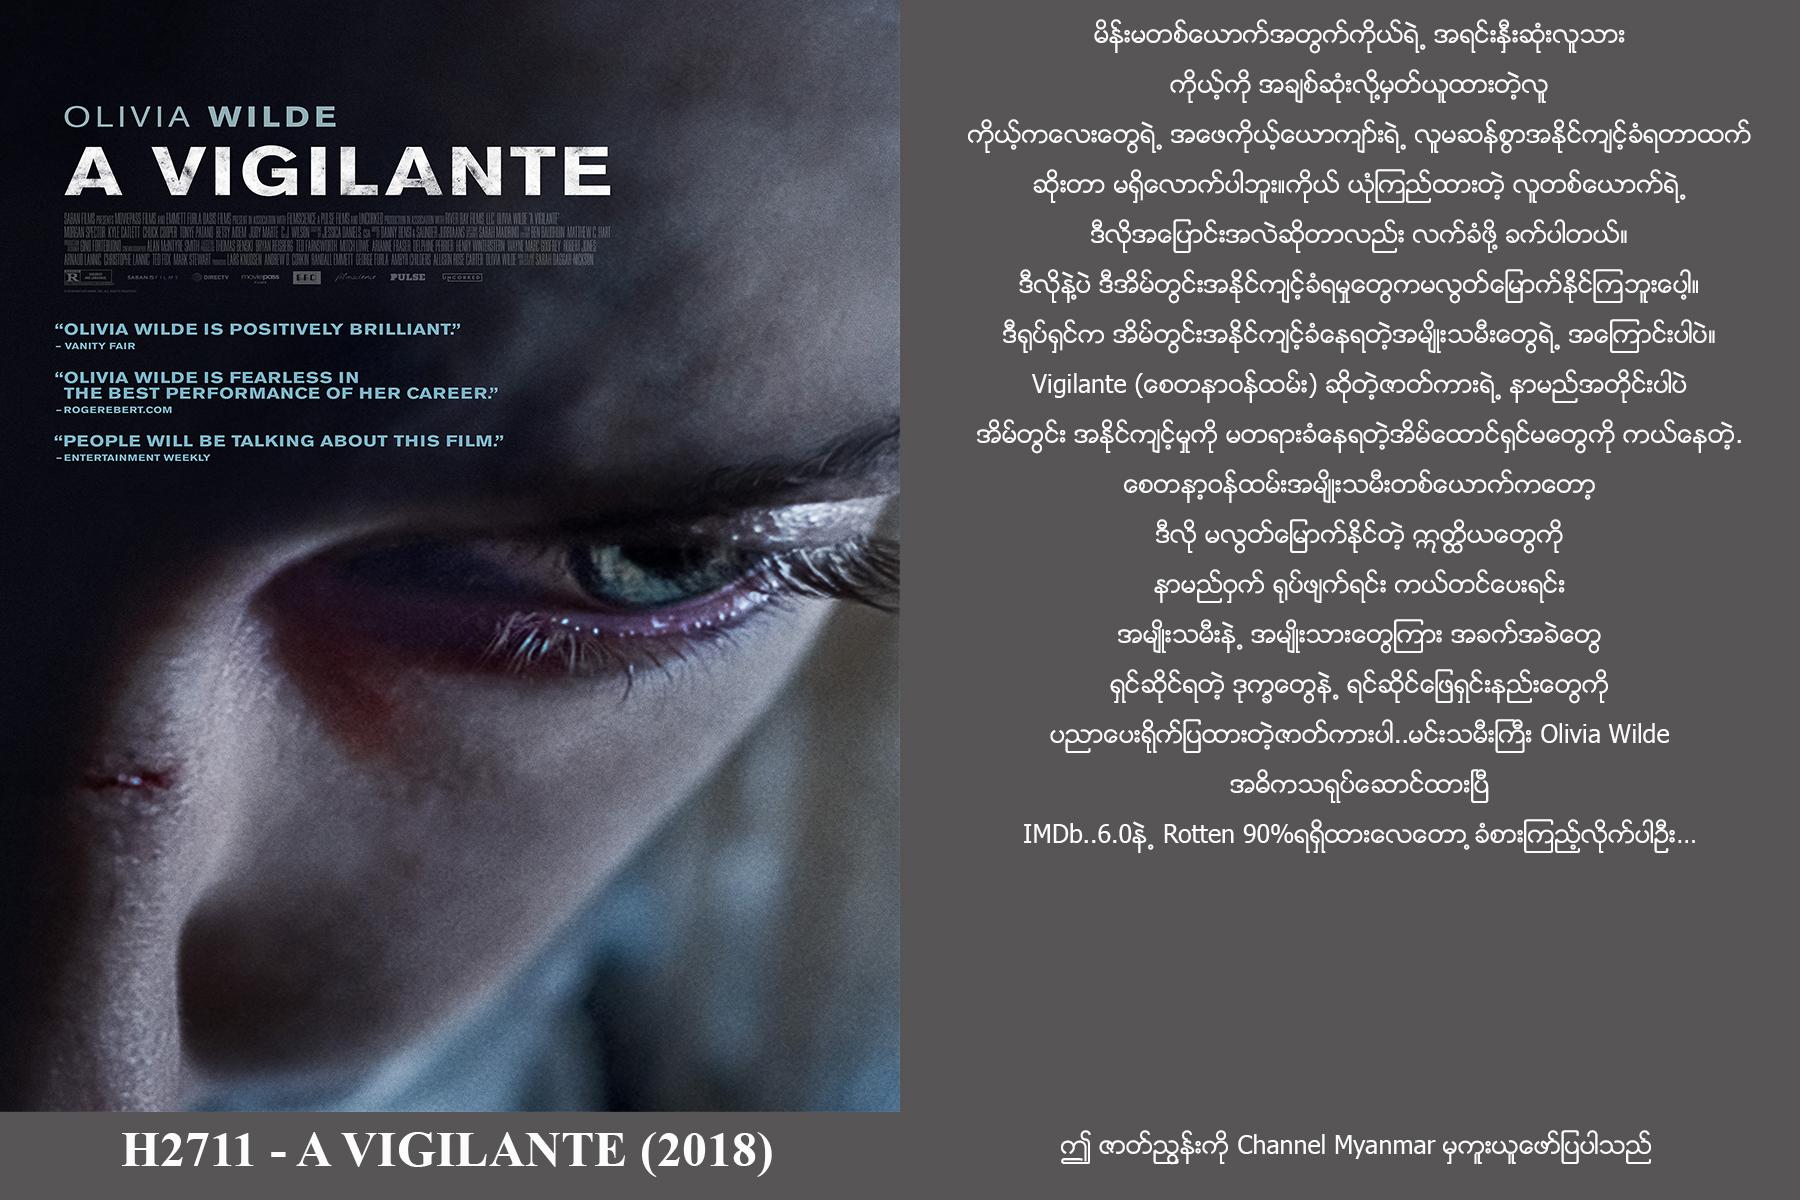 OLIVIA WILDE
A VIGILANTE
“OLIVIA WILDE IS POSITIVELY BRILLIANT.”
– VANITY FAIR
“OLIVIA WILDE IS FEARLESS IN
THE BEST PERFORMANCE OF HER CAREER.”
– ROGEREBERT.COM
“PEOPLE WILL BE TALKING ABOUT THIS FILM.”
– ENTERTAINMENT WEEKLY
H2711 - A VIGILANTE (2018)
မိန်းမတစ်ယောက်အတွက်ကိုယ်ရဲ့ အရင်းနှီးဆုံးလူသား
ကိုယ့်ကို အချစ်ဆုံးလို့မှတ်ယူထားတဲ့လူ
ကိုယ့်ကလေးတွေရဲ့ အဖေကိုယ့်ယောကျာ်းရဲ့ လူမဆန်စွာအနိုင်ကျင့်ခံရတာထက်
ဆိုးတာ မရှိလောက်ပါဘူး။ကိုယ် ယုံကြည်ထားတဲ့ လူတစ်ယောက်ရဲ့
ဒီလိုအပြောင်းအလဲဆိုတာလည်း လက်ခံဖို့ ခက်ပါတယ်။
ဒီလိုနဲ့ပဲ ဒီအိမ်တွင်းအနိုင်ကျင့်ခံရမှုတွေကမလွတ်မြောက်နိုင်ကြဘူးပေါ့။
ဒီရုပ်ရှင်က အိမ်တွင်းအနိုင်ကျင့်ခံနေရတဲ့အမျိုးသမီးတွေရဲ့ အကြောင်းပါပဲ။
Vigilante (စေတနာဝန်ထမ်း) ဆိုတဲ့ဇာတ်ကားရဲ့ နာမည်အတိုင်းပါပဲ
အိမ်တွင်း အနိုင်ကျင့်မှုကို မတရားခံနေရတဲ့အိမ်ထောင်ရှင်မတွေကို ကယ်နေတဲ့.
စေတနာ့ဝန်ထမ်းအမျိုးသမီးတစ်ယောက်ကတော့
ဒီလို မလွတ်မြောက်နိုင်တဲ့ ဣတ္ထိယတွေကို
နာမည်ဝှက် ရုပ်ဖျက်ရင်း ကယ်တင်ပေးရင်း
အမျိုးသမီးနဲ့ အမျိုးသားတွေကြား အခက်အခဲတွေ
ရှင်ဆိုင်ရတဲ့ ဒုက္ခတွေနဲ့ ရင်ဆိုင်ဖြေရှင်းနည်းတွေကို
ပညာပေးရိုက်ပြထားတဲ့ဇာတ်ကားပါ..မင်းသမီးကြီး Olivia Wilde
အဓိကသရုပ်ဆောင်ထားပြီ
IMDb..6.0နဲ့ Rotten 90%ရရှိထားလေတော့ ခံစားကြည့်လိုက်ပါဦး...
ဤ ဇာတ်ညွှန်းကို Channel Myanmar မှကူးယူဖော်ပြပါသည်